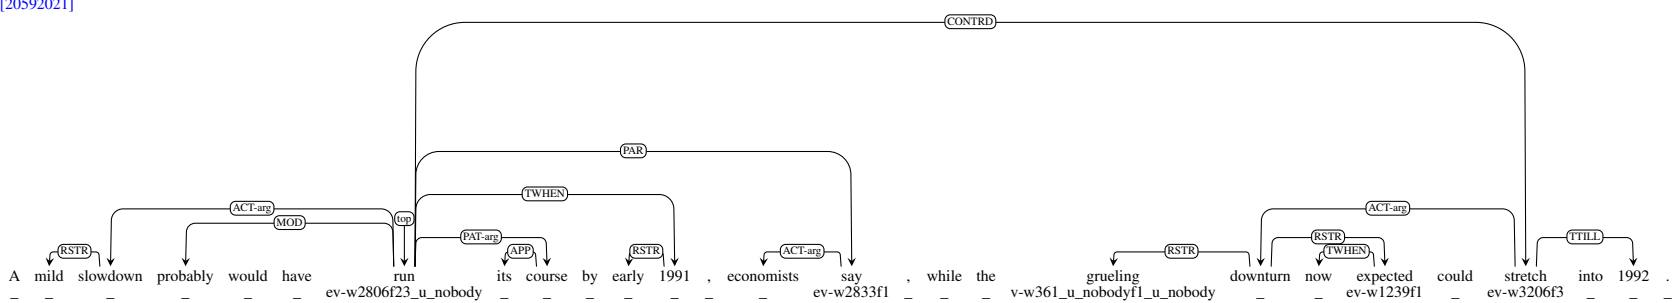 [20592021]
CONTRD
PAR
TWHEN
ACT-arg ACT-arg
top
MOD
PAT-arg RSTR TTILL
RSTR APP RSTR ACT-arg RSTR TWHEN
A mild slowdown probably would have run its course by early 1991 , economists say , while the grueling downturn now expected could stretch into 1992 .
_ _ _ _ _ _ ev-w2806f23_u_nobody _ _ _ _ _ _ _ ev-w2833f1 _ _ _ v-w361_u_nobodyf1_u_nobody _ _ ev-w1239f1 _ ev-w3206f3 _ _ _